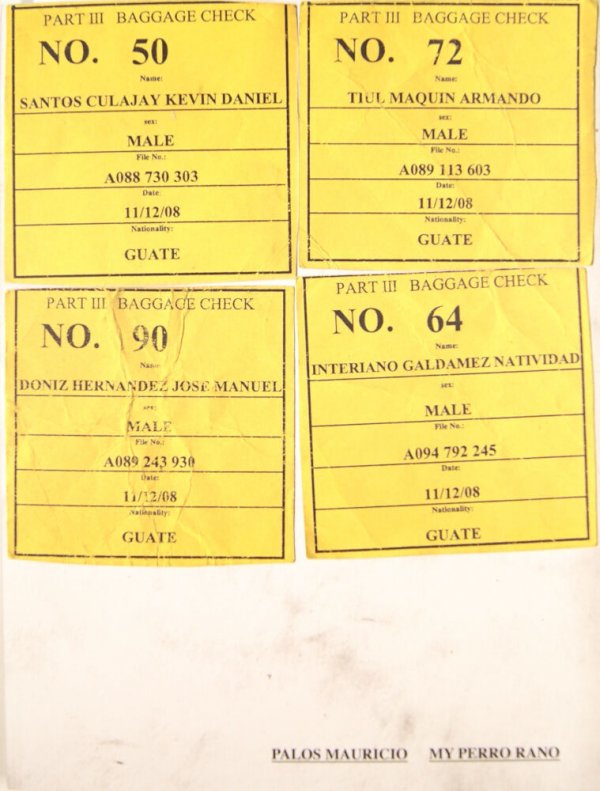 PART III BAGGAGE CHECK
NO. 50
Name:
SANTOS CULAJAY KEVIN DANIEL
sex:
MALE
File No.:
A088 730 303
Date:
11/12/08
Nationality:
GUATE
PART III BAGGAGE CHECK
NO. 72
Name:
TIUL MAQUIN ARMANDO
sex:
MALE
File No.:
A089 113 603
Date:
11/12/08
Nationality:
GUATE
PART III BAGGAGE CHECK
NO. 90
Name:
DONIZ HERNANDEZ JOSE MANUEL
sex:
MALE
File No.:
A089 243 930
Date:
11/12/08
Nationality:
GUATE
PART III BAGGAGE CHECK
NO. 64
Name:
INTERIANO GALDAMEZ NATIVIDAD
sex:
MALE
File No.:
A094 792 245
Date:
11/12/08
Nationality:
GUATE
PALOS MAURICIO MY PERRO RANO